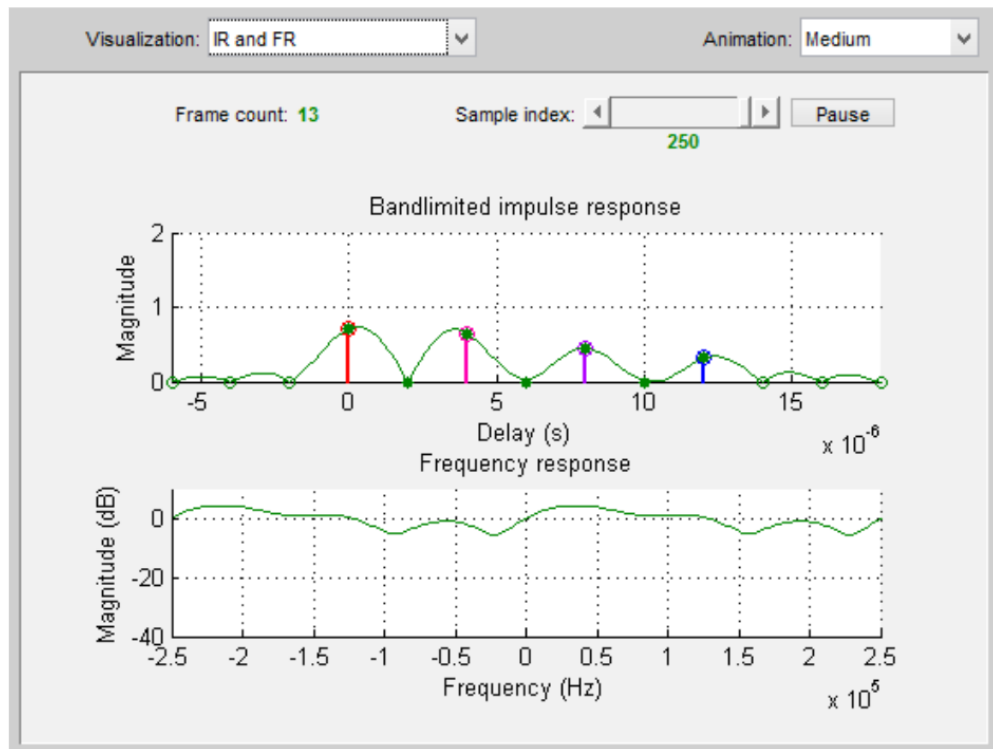 Visualization: IR and FR Animation: Medium
Frame count: 13 Sample index: Pause
250
Bandlimited impulse response
2
1
0
Magnitude
-5 0 5 10 15
Delay (s)
x 10^-6
Frequency response
0
-20
-40
Magnitude (dB)
-2.5 -2 -1.5 -1 -0.5 0 0.5 1 1.5 2 2.5
Frequency (Hz)
x 10^5